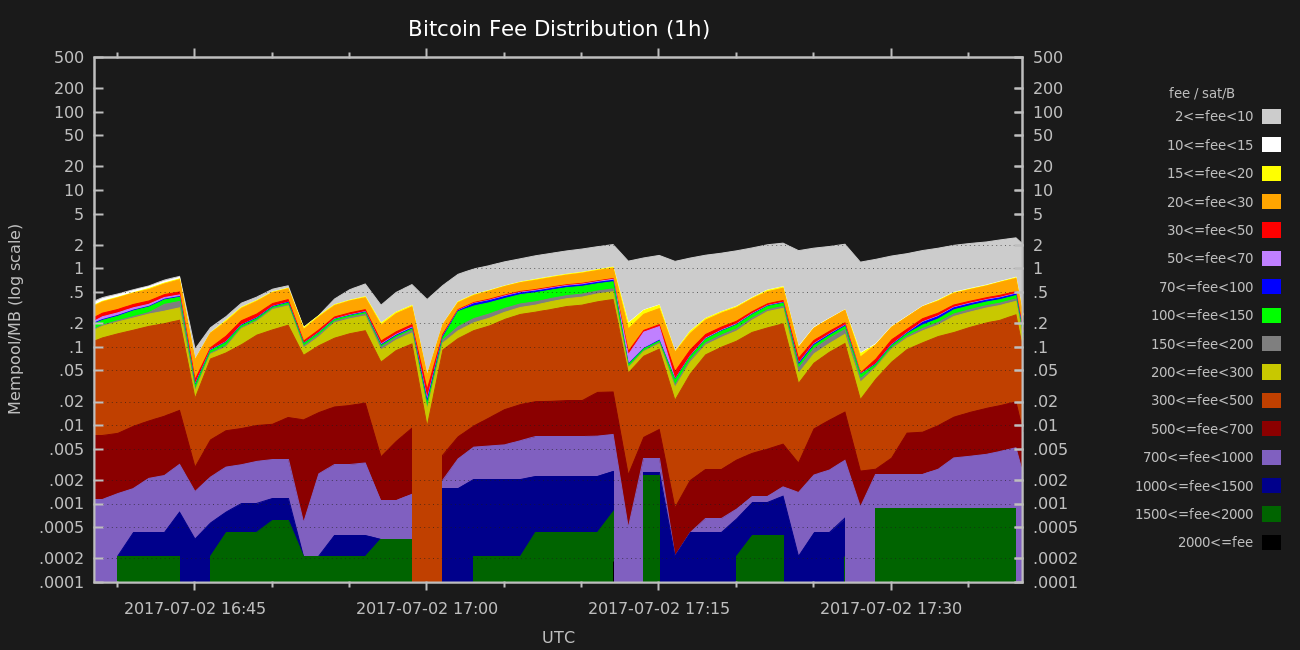 Bitcoin Fee Distribution (1h)
500 500
200 200
100 100
50 50
20 20
10 10
5 5
2 2
1 1
.5 .5
.2 .2
.1 .1
.05 .05
.02 .02
.01 .01
.005 .005
.002 .002
.001 .001
.0005 .0005
.0002 .0002
.0001 .0001
Mempool/MB (log scale)
2017-07-02 16:45 2017-07-02 17:00 2017-07-02 17:15 2017-07-02 17:30
UTC
fee / sat/B
2<=fee<10
10<=fee<15
15<=fee<20
20<=fee<30
30<=fee<50
50<=fee<70
70<=fee<100
100<=fee<150
150<=fee<200
200<=fee<300
300<=fee<500
500<=fee<700
700<=fee<1000
1000<=fee<1500
1500<=fee<2000
2000<=fee